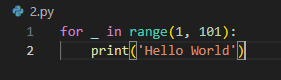 2.py
1 for _ in range(1, 101):
2     print('Hello World')